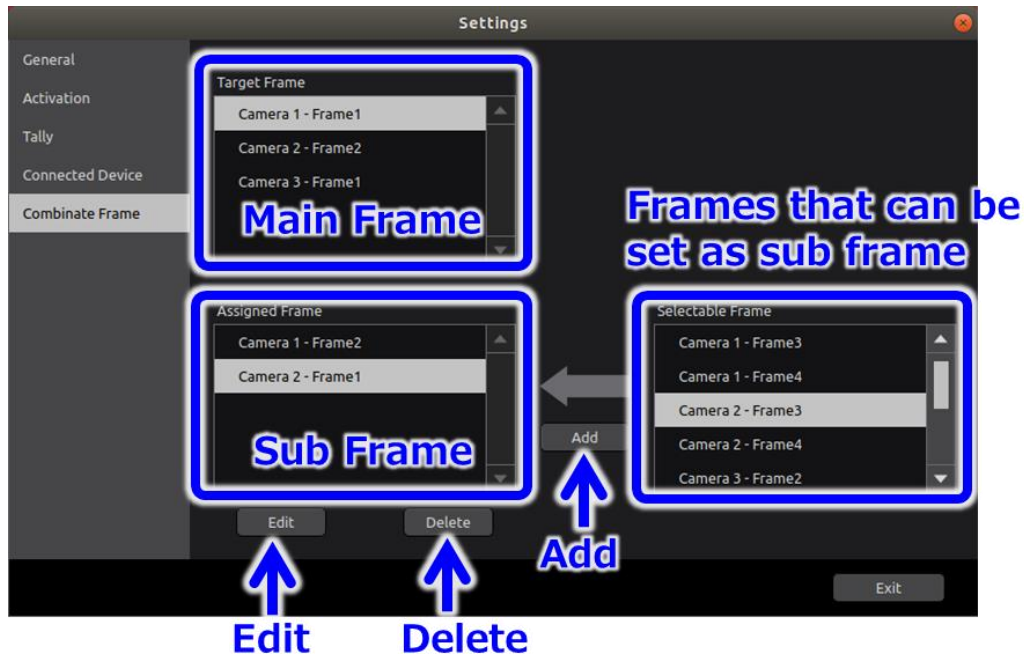 Settings
General
Activation
Tally
Connected Device
Combinate Frame
Target Frame
Camera 1 - Frame1
Camera 2 - Frame2
Camera 3 - Frame1
Main Frame
Frames that can be
set as sub frame
Assigned Frame
Camera 1 - Frame2
Camera 2 - Frame1
Sub Frame
Selectable Frame
Camera 1 - Frame3
Camera 1 - Frame4
Camera 2 - Frame3
Camera 2 - Frame4
Camera 3 - Frame2
Add
Edit
Delete
Add
Exit
Edit
Delete